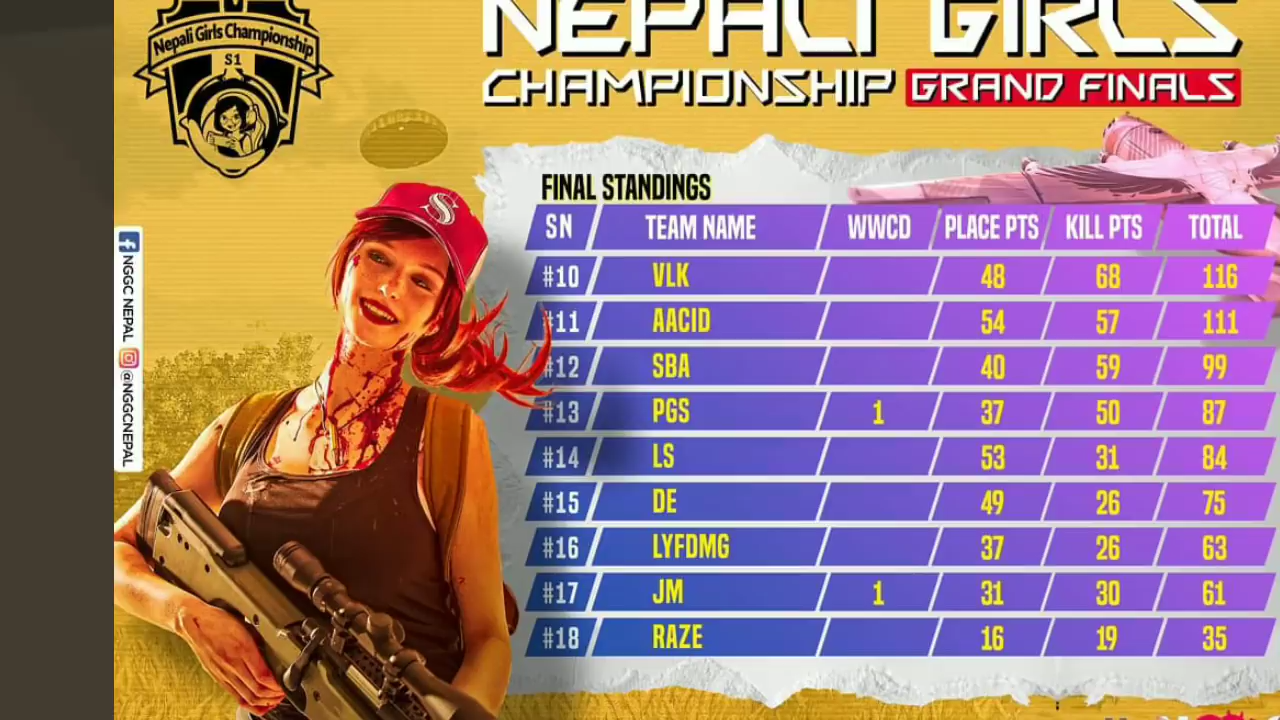 Nepali Girls Championship
S1
NEPALI GIRLS
CHAMPIONSHIP GRAND FINALS
FINAL STANDINGS
SN TEAM NAME WWCD PLACE PTS KILL PTS TOTAL
#10 VLK 48 68 116
#11 AACID 54 57 111
#12 SBA 40 59 99
#13 PGS 1 37 50 87
#14 LS 53 31 84
#15 DE 49 26 75
#16 LYFDMG 37 26 63
#17 JM 1 31 30 61
#18 RAZE 16 19 35
NGGC NEPAL
@NGGCNEPAL
S